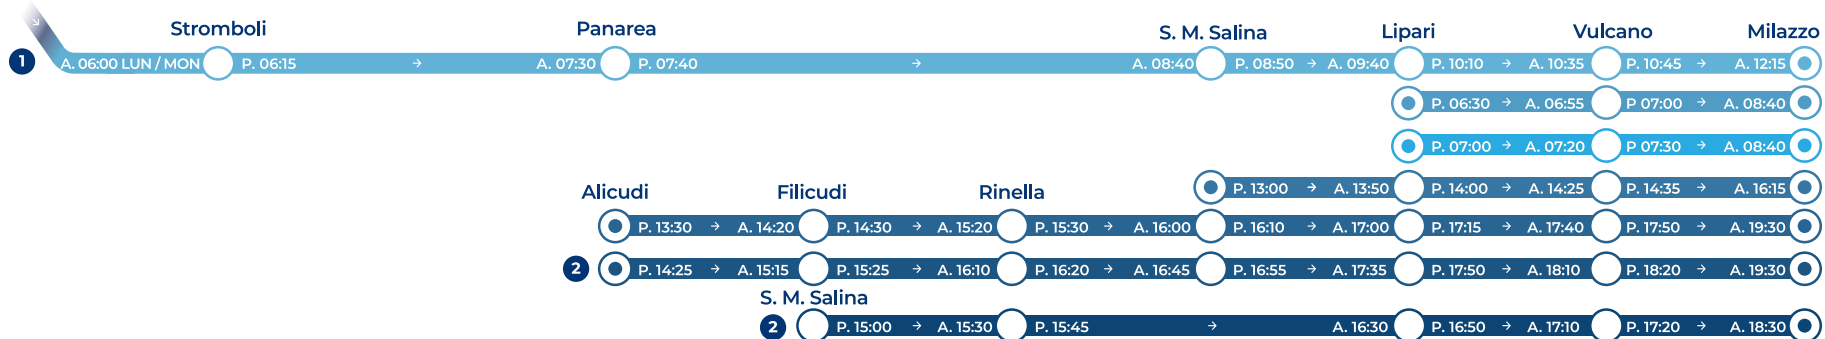 Stromboli Panarea S. M. Salina Lipari Vulcano Milazzo
1 A. 06:00 LUN / MON P. 06:15 → A. 07:30 P. 07:40 → A. 08:40 P. 08:50 → A. 09:40 P. 10:10 → A. 10:35 P. 10:45 → A. 12:15
P. 06:30 → A. 06:55 P 07:00 → A. 08:40
P. 07:00 → A. 07:20 P 07:30 → A. 08:40
Alicudi Filicudi Rinella
P. 13:00 → A. 13:50 P. 14:00 → A. 14:25 P. 14:35 → A. 16:15
P. 13:30 → A. 14:20 P. 14:30 → A. 15:20 P. 15:30 → A. 16:00 P. 16:10 → A. 17:00 P. 17:15 → A. 17:40 P. 17:50 → A. 19:30
2 P. 14:25 → A. 15:15 P. 15:25 → A. 16:10 P. 16:20 → A. 16:45 P. 16:55 → A. 17:35 P. 17:50 → A. 18:10 P. 18:20 → A. 19:30
S. M. Salina
2 P. 15:00 → A. 15:30 P. 15:45 → A. 16:30 P. 16:50 → A. 17:10 P. 17:20 → A. 18:30